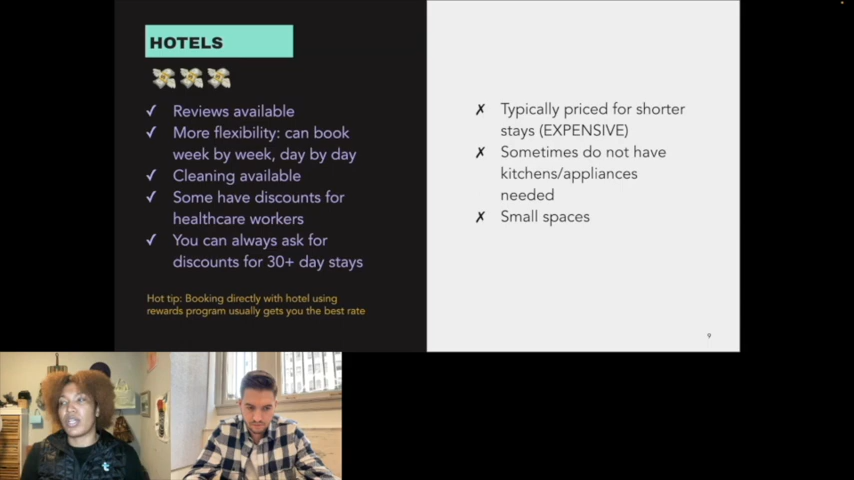 HOTELS
✓ Reviews available
✓ More flexibility: can book
week by week, day by day
✓ Cleaning available
✓ Some have discounts for
healthcare workers
✓ You can always ask for
discounts for 30+ day stays
Hot tip: Booking directly with hotel using
rewards program usually gets you the best rate
✗ Typically priced for shorter
stays (EXPENSIVE)
✗ Sometimes do not have
kitchens/appliances
needed
✗ Small spaces
9
t